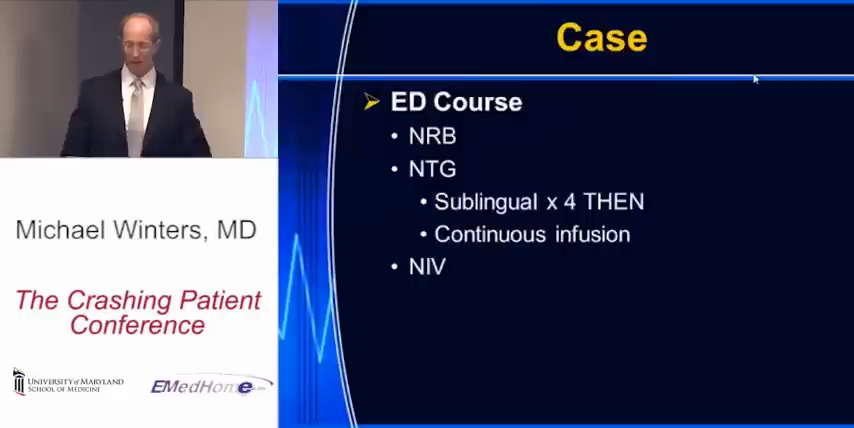 Case
ED Course
NRB
NTG
Sublingual x 4 THEN
Continuous infusion
NIV
Michael Winters, MD
The Crashing Patient
Conference
UNIVERSITY of MARYLAND
SCHOOL OF MEDICINE
EMedHome